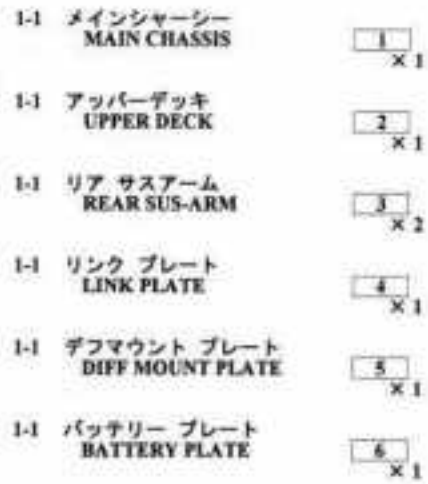 1-1 メインシャーシー
MAIN CHASSIS 1
× 1
1-1 アッパーデッキ
UPPER DECK 2
× 1
1-1 リア サスアーム
REAR SUS-ARM 3
× 2
1-1 リンク プレート
LINK PLATE 4
× 1
1-1 デフマウント プレート
DIFF MOUNT PLATE 5
× 1
1-1 バッテリー プレート
BATTERY PLATE 6
× 1